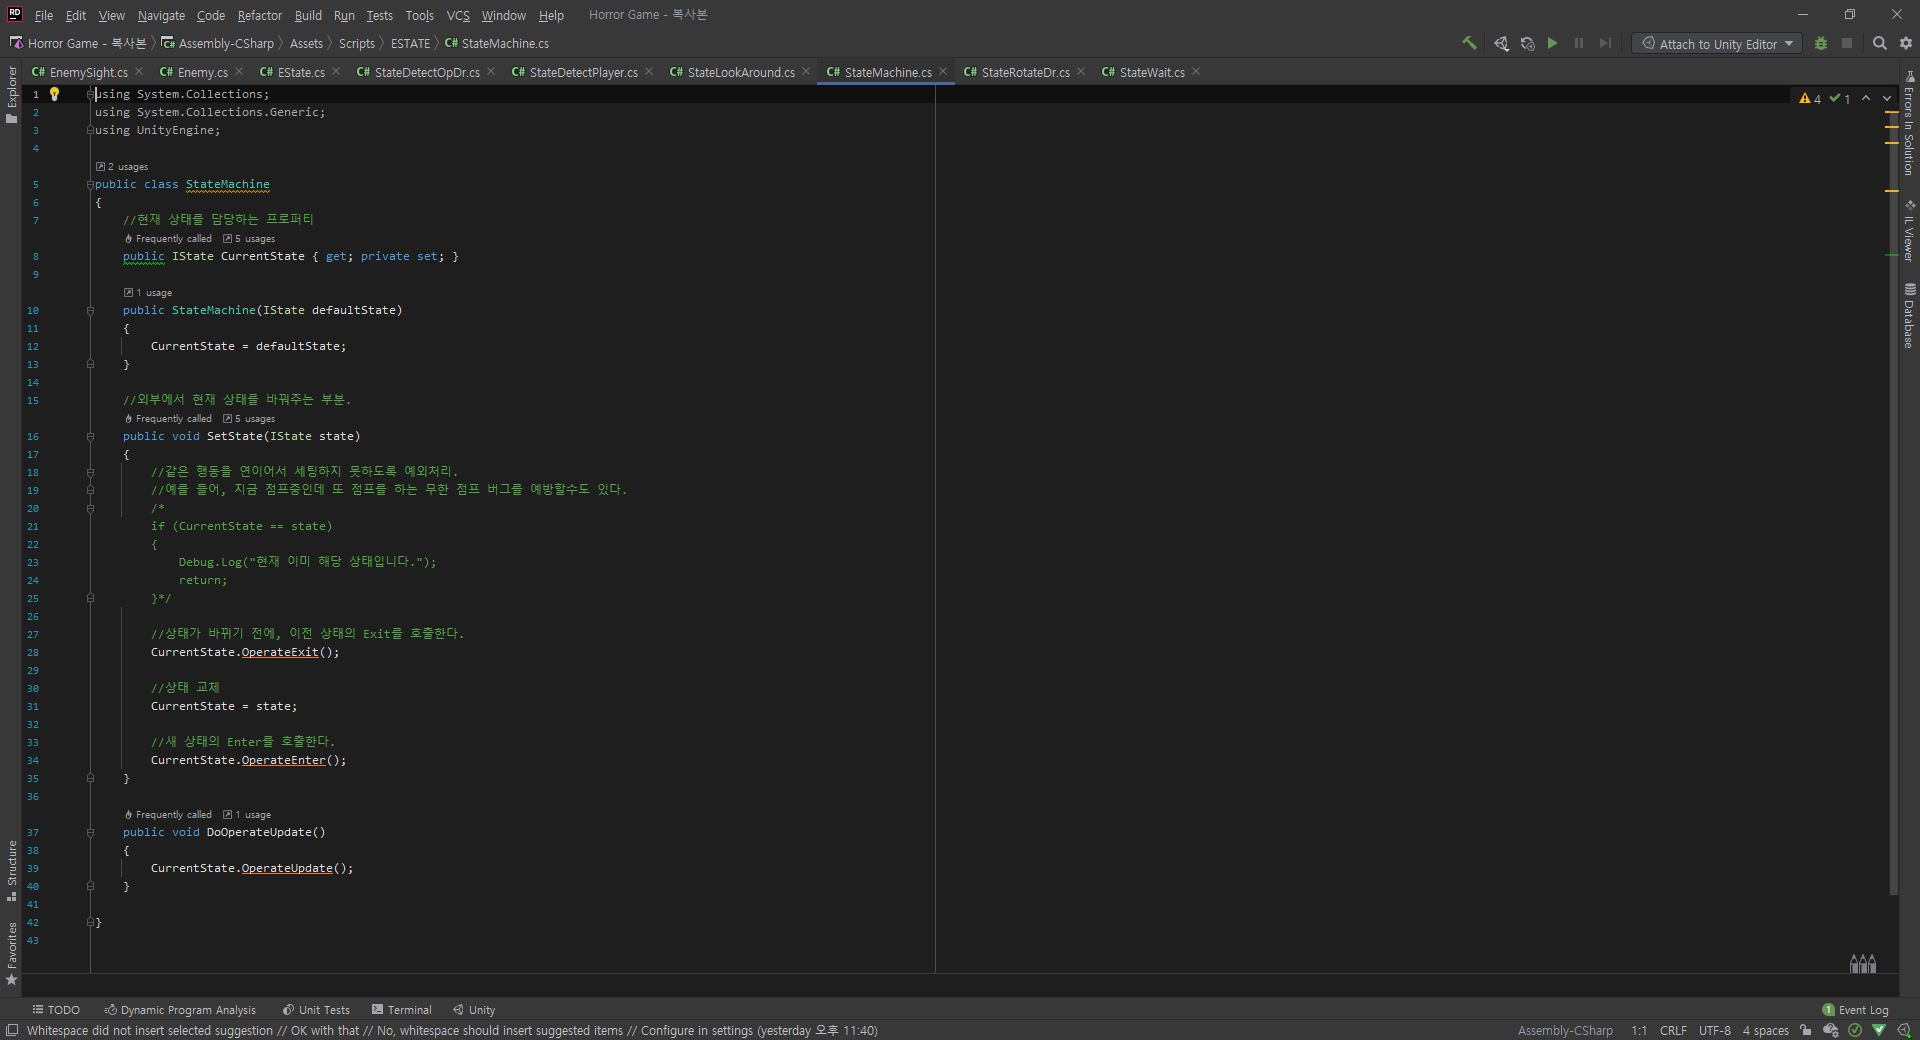 File Edit View Navigate Code Refactor Build Run Tests Tools VCS Window Help Horror Game - 복사본
Horror Game - 복사본 Assembly-CSharp Assets Scripts ESTATE C# StateMachine.cs Attach to Unity Editor
C# EnemySight.cs C# Enemy.cs C# EState.cs C# StateDetectOpDr.cs C# StateDetectPlayer.cs C# StateLookAround.cs C# StateMachine.cs C# StateRotateDr.cs C# StateWait.cs
Explorer
Structure
Favorites
1 using System.Collections;
2 using System.Collections.Generic;
3 using UnityEngine;
4
2 usages
5 public class StateMachine
6 {
7 //현재 상태를 담당하는 프로퍼티
Frequently called 5 usages
8 public IState CurrentState { get; private set; }
9
1 usage
10 public StateMachine(IState defaultState)
11 {
12 CurrentState = defaultState;
13 }
14
15 //외부에서 현재 상태를 바꿔주는 부분.
Frequently called 5 usages
16 public void SetState(IState state)
17 {
18 //같은 행동을 연이어서 세팅하지 못하도록 예외처리.
19 //예를 들어, 지금 점프중인데 또 점프를 하는 무한 점프 버그를 예방할수도 있다.
20 /*
21 if (CurrentState == state)
22 {
23 Debug.Log("현재 이미 해당 상태입니다.");
24 return;
25 }*/
26
27 //상태가 바뀌기 전에, 이전 상태의 Exit를 호출한다.
28 CurrentState.OperateExit();
29
30 //상태 교체
31 CurrentState = state;
32
33 //새 상태의 Enter를 호출한다.
34 CurrentState.OperateEnter();
35 }
36
Frequently called 1 usage
37 public void DoOperateUpdate()
38 {
39 CurrentState.OperateUpdate();
40 }
41
42 }
43
4 1
Errors In Solution
IL Viewer
Database
TODO Dynamic Program Analysis Unit Tests Terminal Unity 1 Event Log
Whitespace did not insert selected suggestion // OK with that // No, whitespace should insert suggested items // Configure in settings (yesterday 오후 11:40) Assembly-CSharp 1:1 CRLF UTF-8 4 spaces